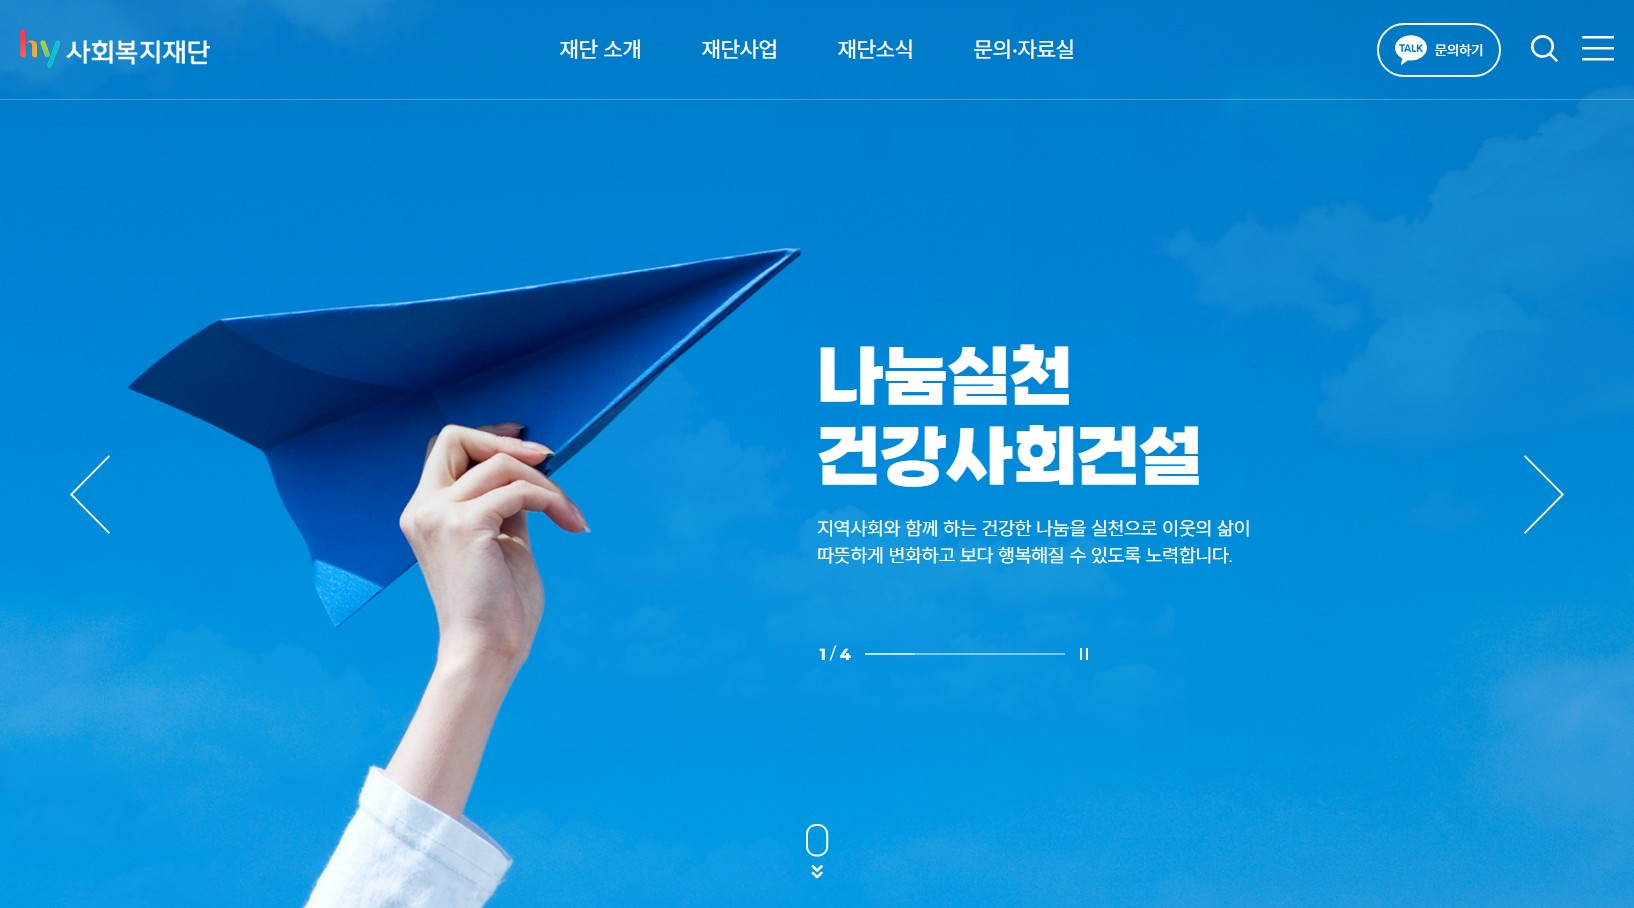 hy 사회복지재단
재단 소개
재단사업
재단소식
문의·자료실
TALK 문의하기
나눔실천
건강사회건설
지역사회와 함께 하는 건강한 나눔을 실천으로 이웃의 삶이
따뜻하게 변화하고 보다 행복해질 수 있도록 노력합니다.
1 / 4